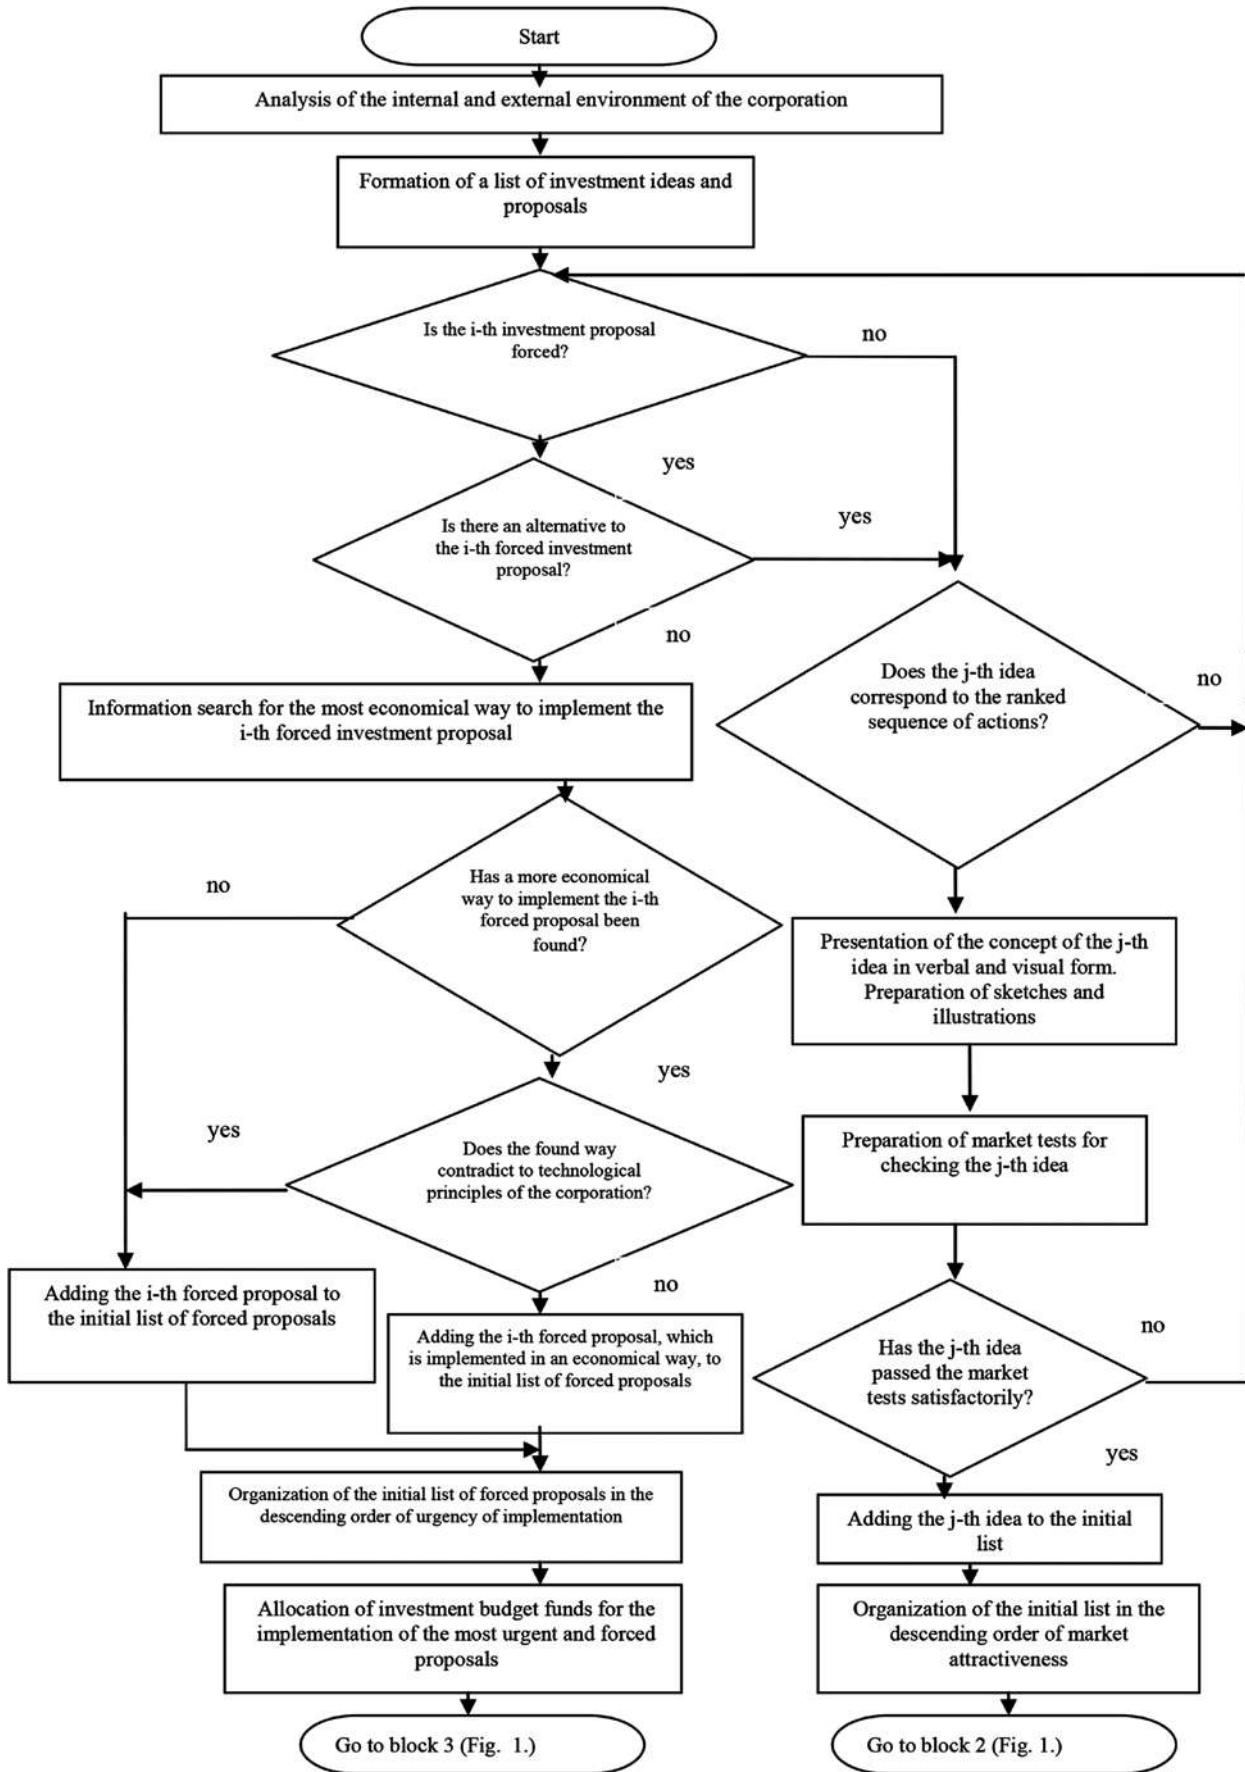 Start
Analysis of the internal and external environment of the corporation
Formation of a list of investment ideas and
proposals
Is the i-th investment proposal
forced?
no
yes
Is there an alternative to
the i-th forced investment
proposal?
yes
no
Does the j-th idea
correspond to the ranked
sequence of actions?
no
Information search for the most economical way to implement the
i-th forced investment proposal
Has a more economical
way to implement the i-th
forced proposal been
found?
no
yes
Presentation of the concept of the j-th
idea in verbal and visual form.
Preparation of sketches and
illustrations
Does the found way
contradict to technological
principles of the corporation?
yes
no
Preparation of market tests for
checking the j-th idea
Adding the i-th forced proposal to
the initial list of forced proposals
Adding the i-th forced proposal, which
is implemented in an economical way, to
the initial list of forced proposals
Has the j-th idea
passed the market
tests satisfactorily?
no
yes
Organization of the initial list of forced proposals in the
descending order of urgency of implementation
Adding the j-th idea to the initial
list
Allocation of investment budget funds for the
implementation of the most urgent and forced
proposals
Organization of the initial list in the
descending order of market
attractiveness
Go to block 3 (Fig. 1.)
Go to block 2 (Fig. 1.)